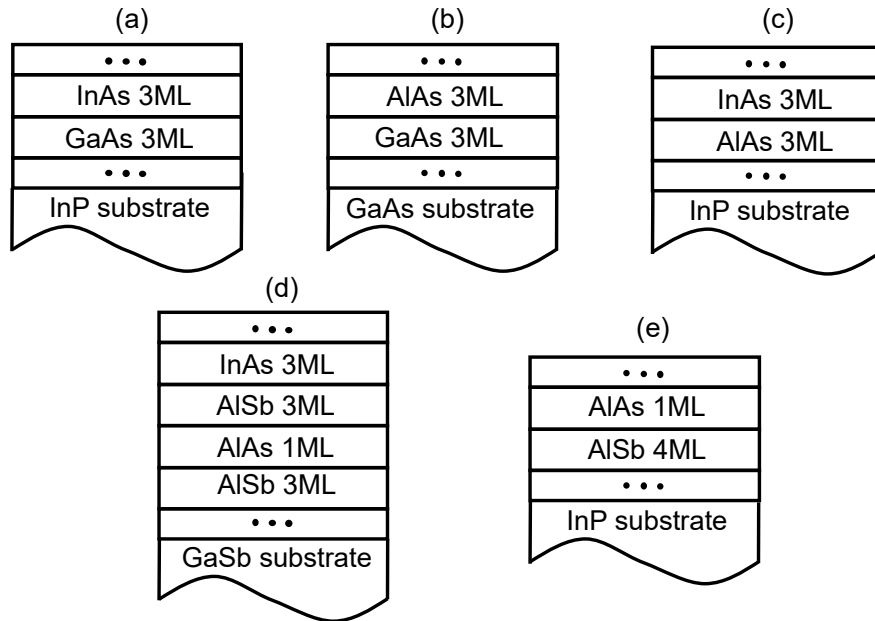 (a)
• • •
InAs 3ML
GaAs 3ML
• • •
InP substrate
(b)
• • •
AlAs 3ML
GaAs 3ML
• • •
GaAs substrate
(c)
• • •
InAs 3ML
AlAs 3ML
• • •
InP substrate
(d)
• • •
InAs 3ML
AlSb 3ML
AlAs 1ML
AlSb 3ML
• • •
GaSb substrate
(e)
• • •
AlAs 1ML
AlSb 4ML
• • •
InP substrate